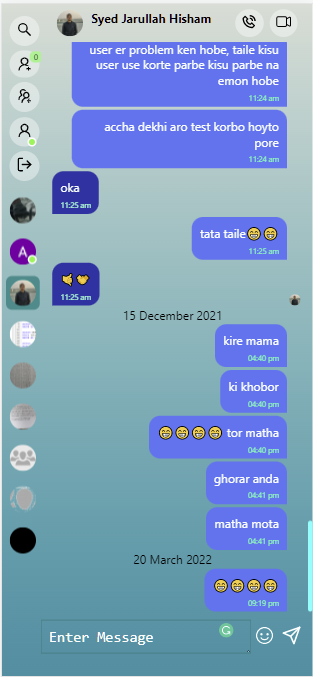 Syed Jarullah Hisham
0
user er problem ken hobe, taile kisu
user use korte parbe kisu parbe na
emon hobe
11:24 am
accha dekhi aro test korbo hoyto
pore
11:24 am
oka
11:25 am
tata taile😁😁
11:25 am
A
11:25 am
15 December 2021
kire mama
04:40 pm
ki khobor
04:40 pm
😁😁😁😁 tor matha
04:40 pm
ghorar anda
04:41 pm
matha mota
04:41 pm
20 March 2022
😁😁😁😁
09:19 pm
Enter Message